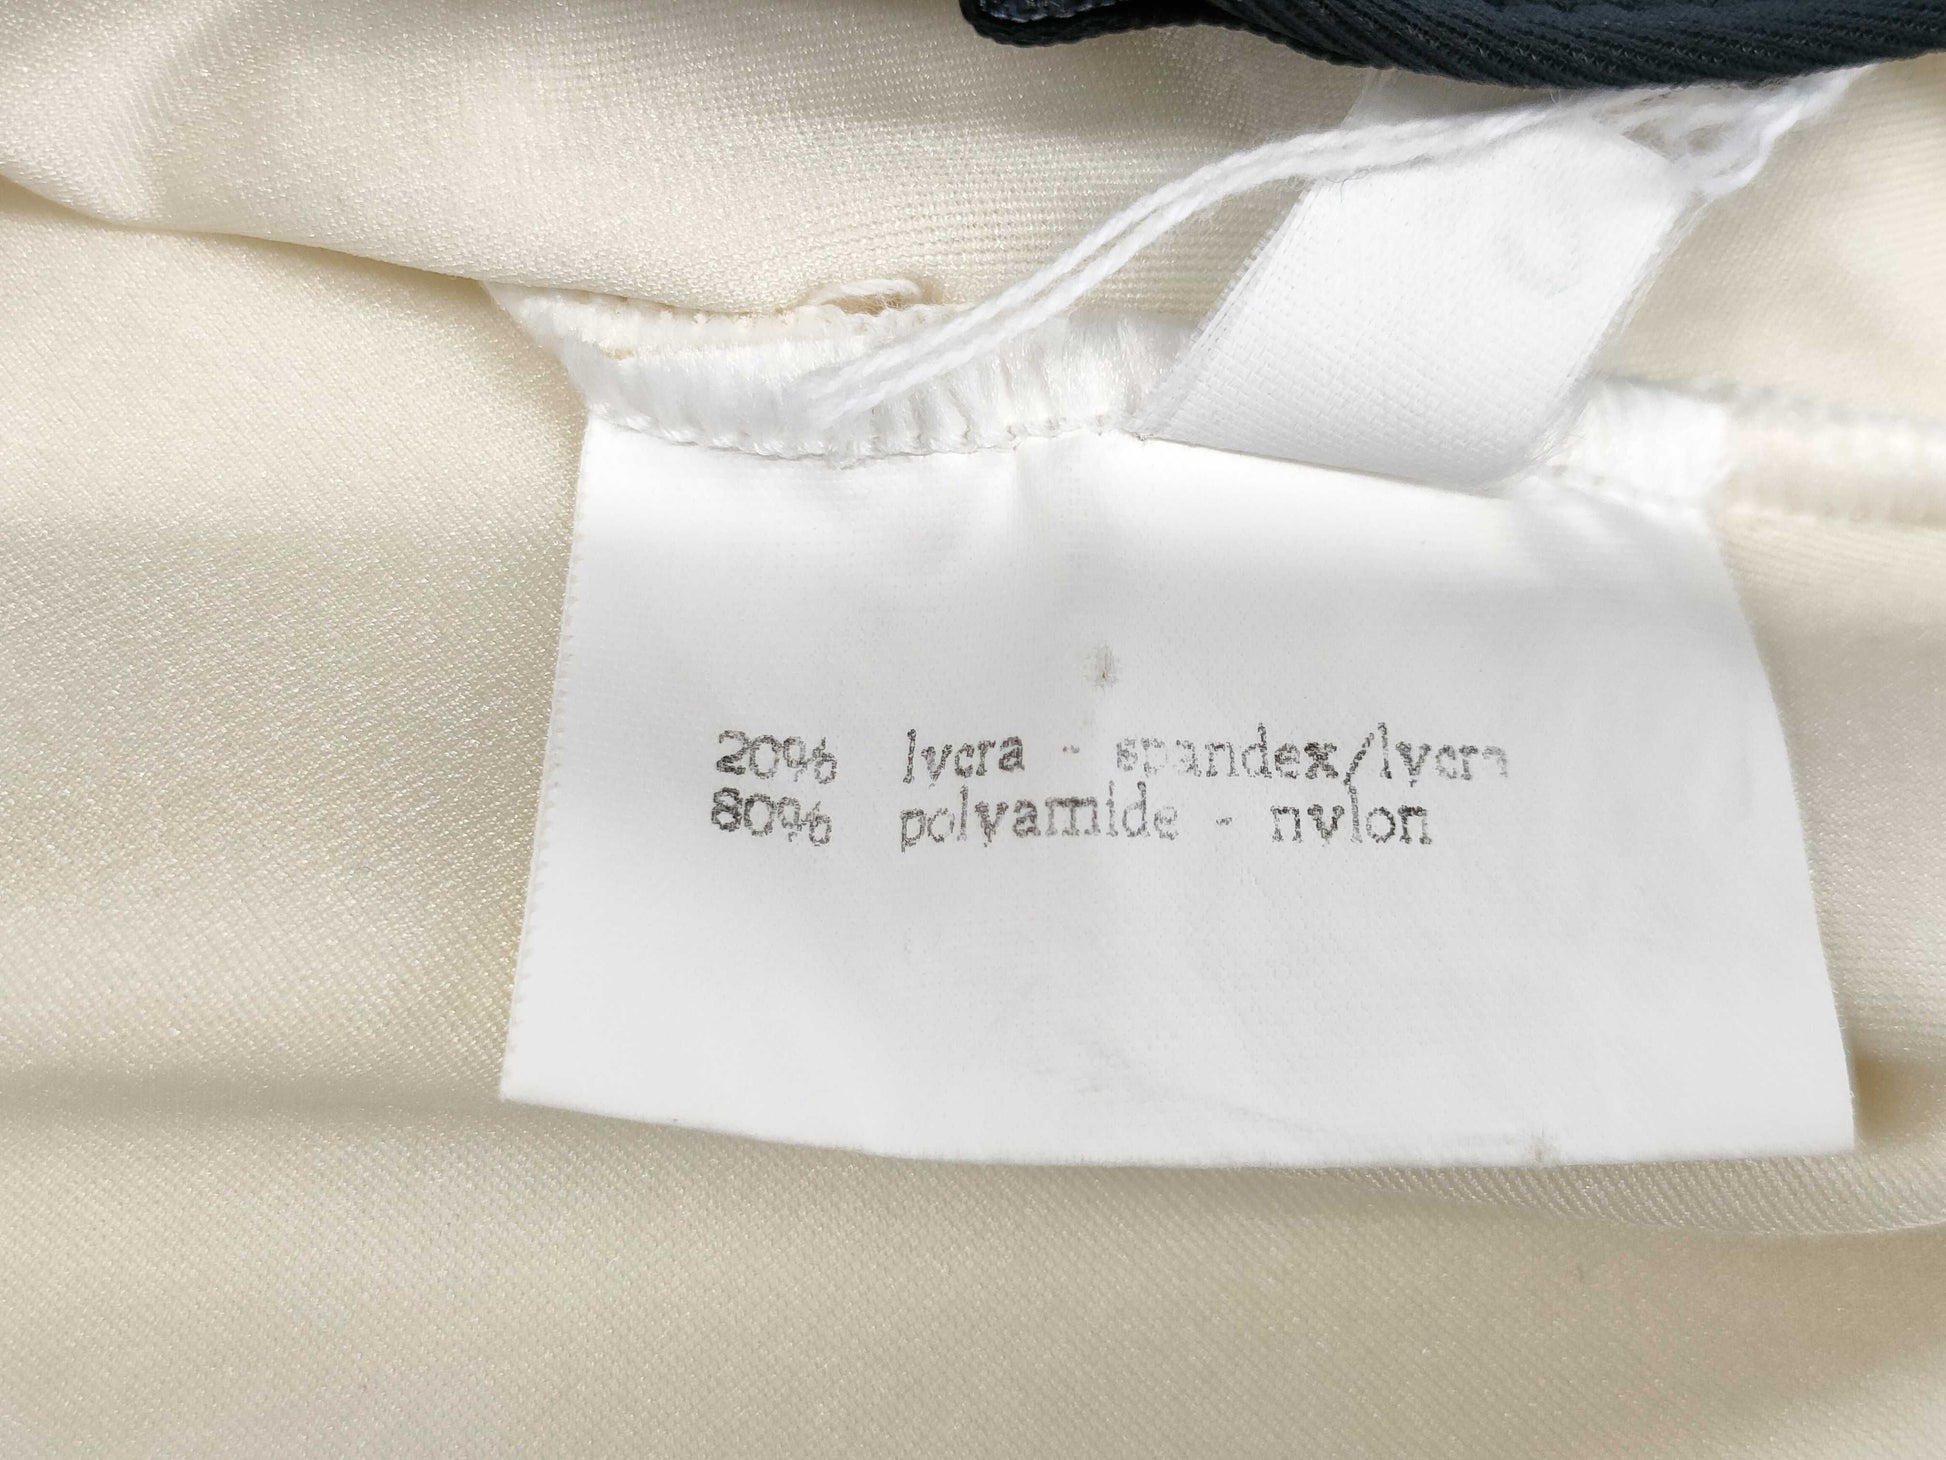 20% lycra - spandex/lycra
80% polyamide - nylon